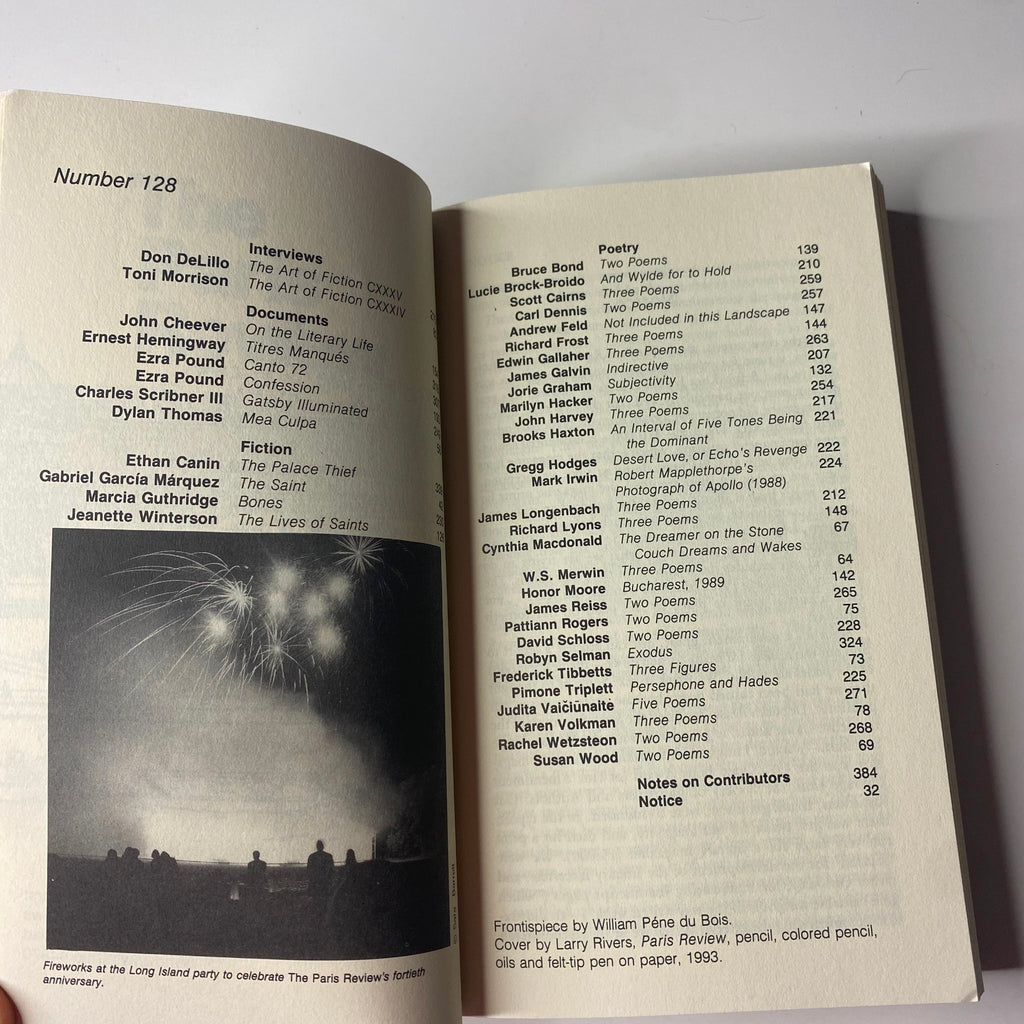 Number 128
Interviews
Don DeLillo The Art of Fiction CXXXV
Toni Morrison The Art of Fiction CXXXIV
Documents
John Cheever On the Literary Life
Ernest Hemingway Titres Manqués
Ezra Pound Canto 72
Ezra Pound Confession
Charles Scribner III Gatsby Illuminated
Dylan Thomas Mea Culpa
Fiction
Ethan Canin The Palace Thief
Gabriel García Márquez The Saint
Marcia Guthridge Bones
Jeanette Winterson The Lives of Saints
Fireworks at the Long Island party to celebrate The Paris Review's fortieth
anniversary.
Poetry
Bruce Bond Two Poems 139
Lucie Brock-Broido And Wylde for to Hold 210
Scott Cairns Three Poems 259
Carl Dennis Two Poems 257
Andrew Feld Not Included in this Landscape 147
Richard Frost Three Poems 144
Edwin Gallaher Three Poems 263
James Galvin Indirective 207
Jorie Graham Subjectivity 132
Marilyn Hacker Two Poems 254
John Harvey Three Poems 217
Brooks Haxton An Interval of Five Tones Being 221
the Dominant
Gregg Hodges Desert Love, or Echo's Revenge 222
Mark Irwin Robert Mapplethorpe's 224
Photograph of Apollo (1988)
James Longenbach Three Poems 212
Richard Lyons Three Poems 148
Cynthia Macdonald The Dreamer on the Stone 67
Couch Dreams and Wakes
W.S. Merwin Three Poems 64
Honor Moore Bucharest, 1989 142
James Reiss Two Poems 265
Pattiann Rogers Two Poems 75
David Schloss Two Poems 228
Robyn Selman Exodus 324
Frederick Tibbetts Three Figures 73
Pimone Triplett Persephone and Hades 225
Judita Vaičiūnaitė Five Poems 271
Karen Volkman Three Poems 78
Rachel Wetzsteon Two Poems 268
Susan Wood Two Poems 69
Notes on Contributors 384
Notice 32
Frontispiece by William Péne du Bois.
Cover by Larry Rivers, Paris Review, pencil, colored pencil,
oils and felt-tip pen on paper, 1993.